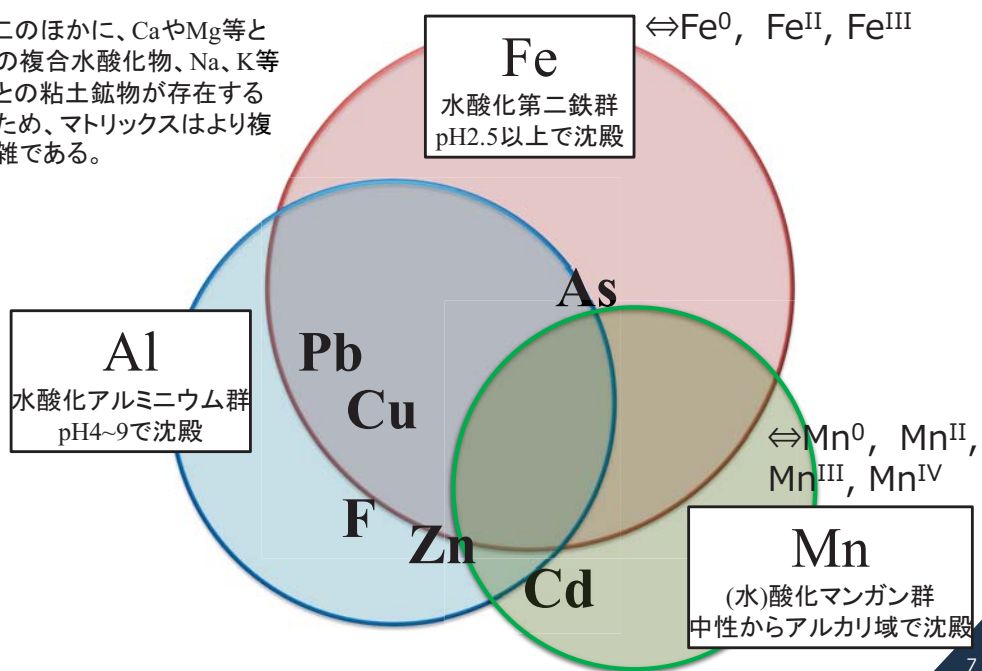 このほかに、CaやMg等と
の複合水酸化物、Na、K等
との粘土鉱物が存在する
ため、マトリックスはより複
雑である。
⇔Fe⁰, Feᴵᴵ, Feᴵᴵᴵ
Fe
水酸化第二鉄群
pH2.5以上で沈殿
As
Al
水酸化アルミニウム群
pH4~9で沈殿
Pb
Cu
⇔Mn⁰, Mnᴵᴵ,
Mnᴵᴵᴵ, Mnᴵⱽ
F
Zn
Cd
Mn
(水)酸化マンガン群
中性からアルカリ域で沈殿
7